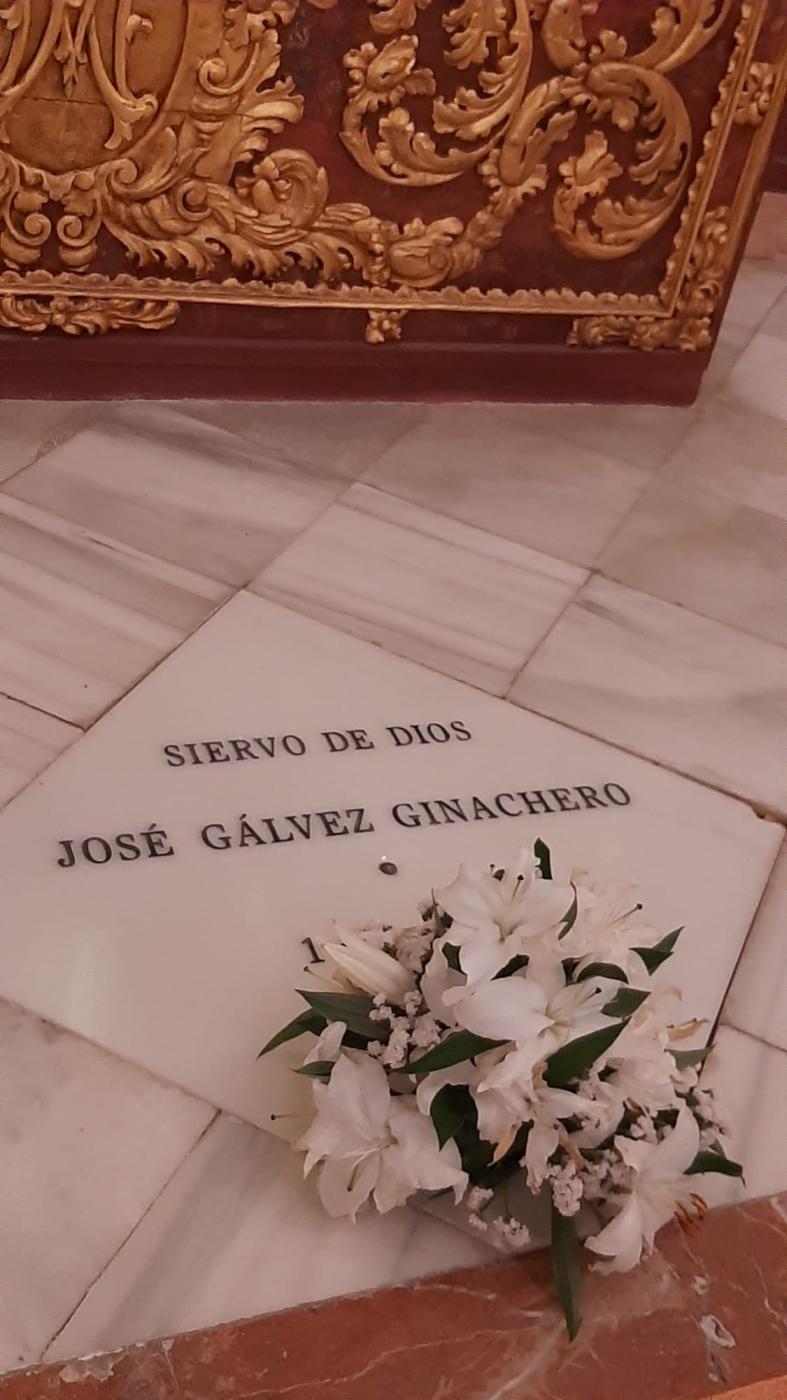 SIERVO DE DIOS
JOSÉ GÁLVEZ GINACHERO